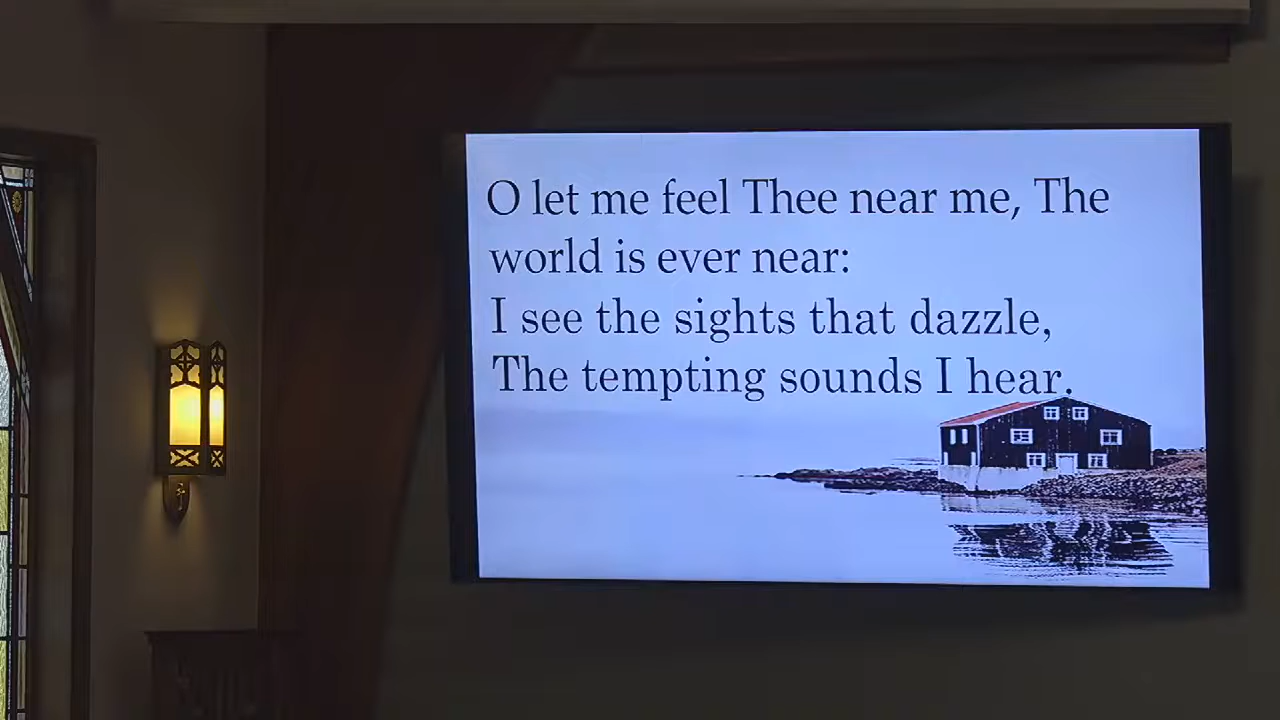 O let me feel Thee near me, The
world is ever near:
I see the sights that dazzle,
The tempting sounds I hear.